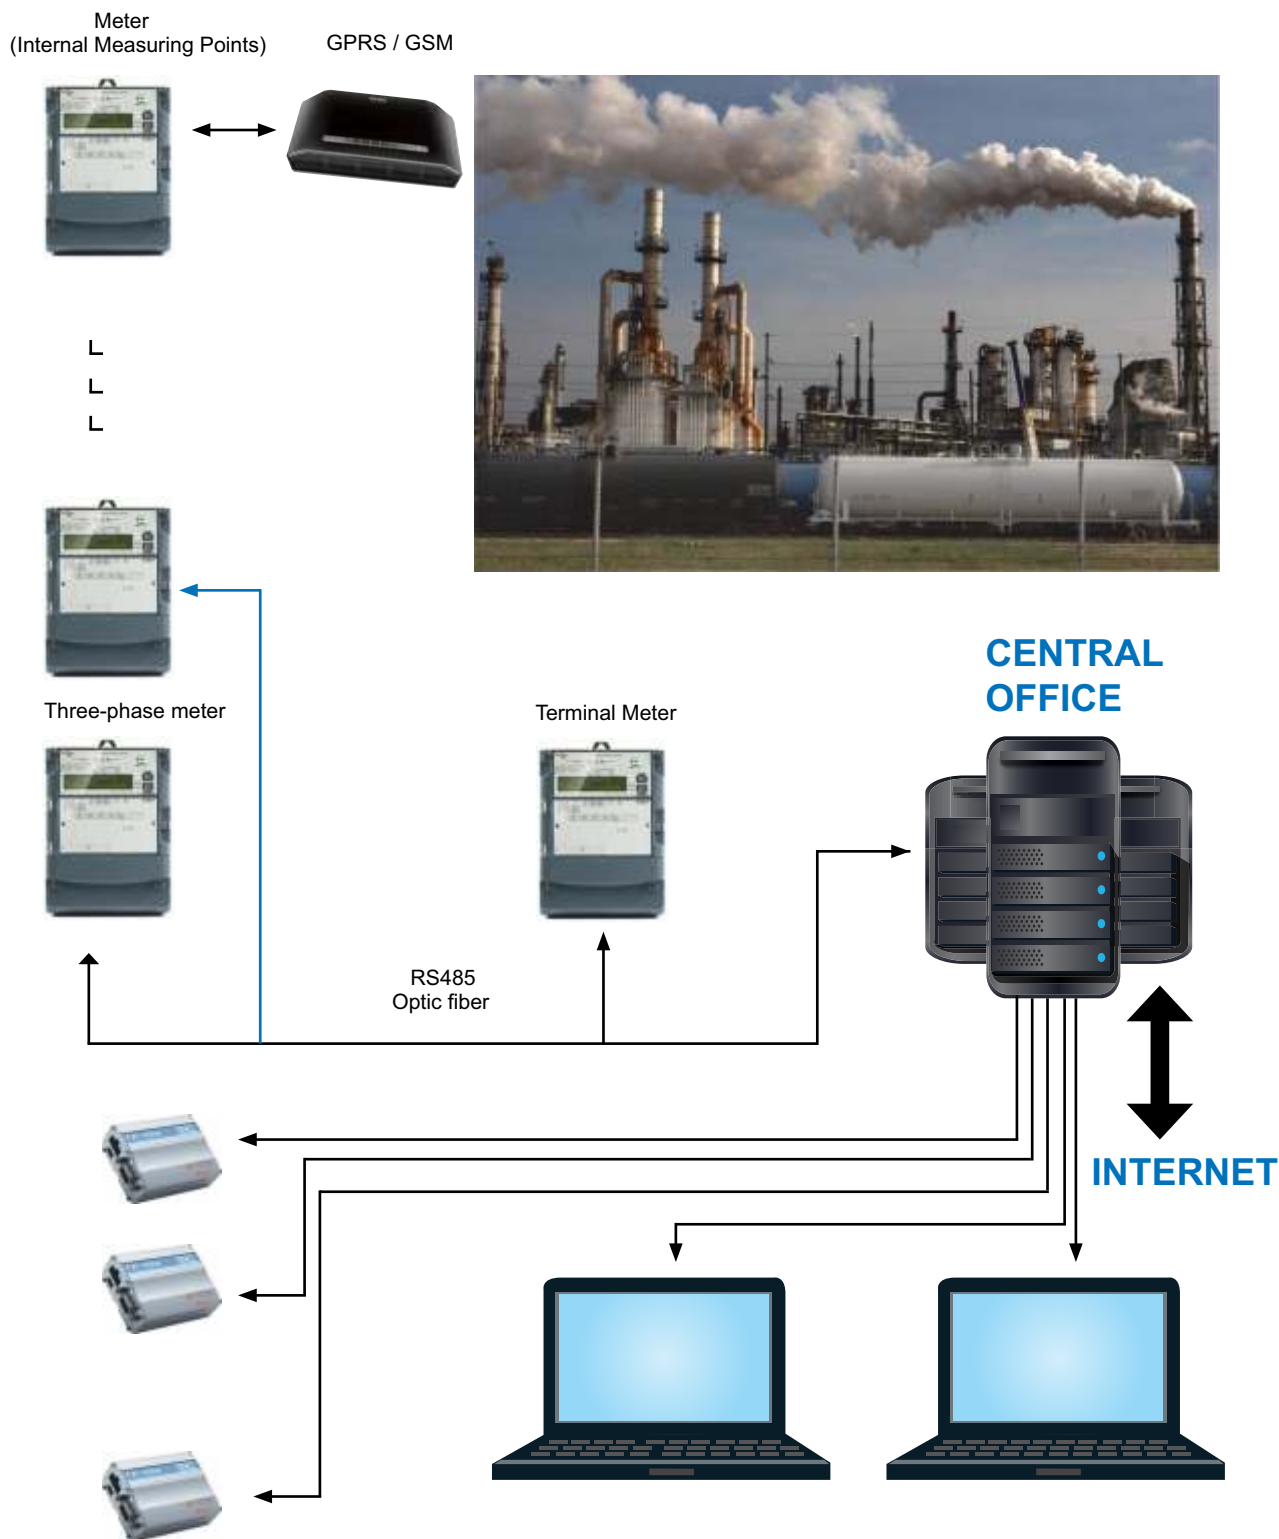 Meter
(Internal Measuring Points)
GPRS / GSM
Three-phase meter
Terminal Meter
CENTRAL
OFFICE
RS485
Optic fiber
INTERNET